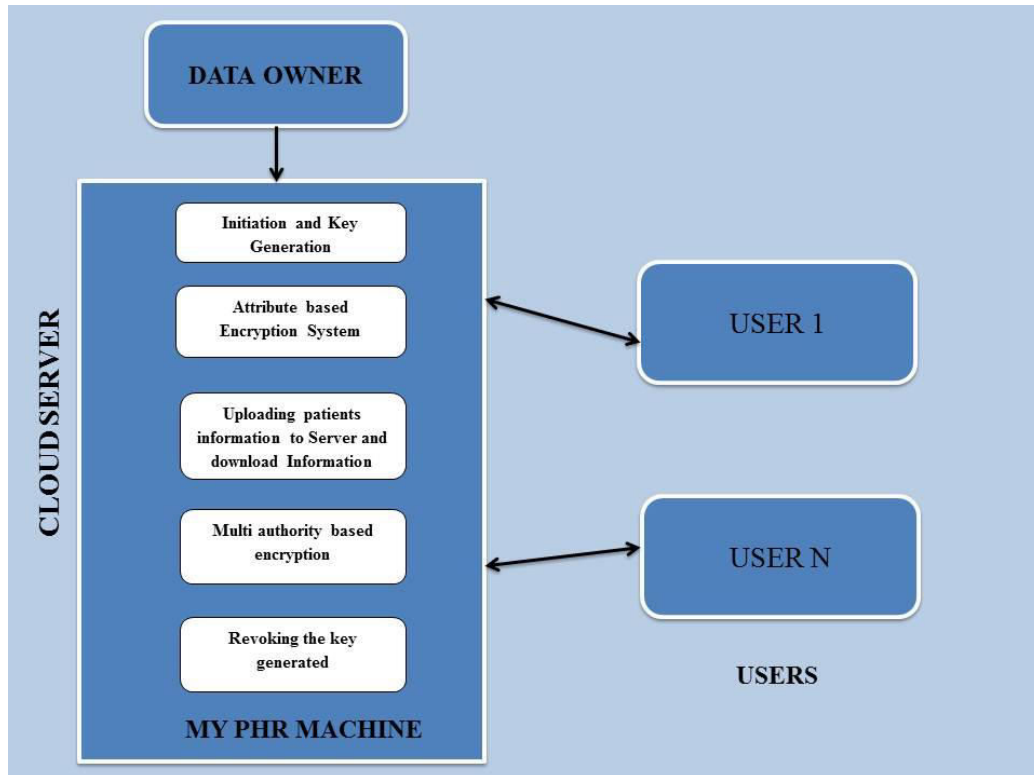 DATA OWNER
Initiation and Key
Generation
Attribute based
Encryption System
Uploading patients
information to Server and
download Information
Multi authority based
encryption
Revoking the key
generated
MY PHR MACHINE
CLOUD SERVER
USER 1
USER N
USERS